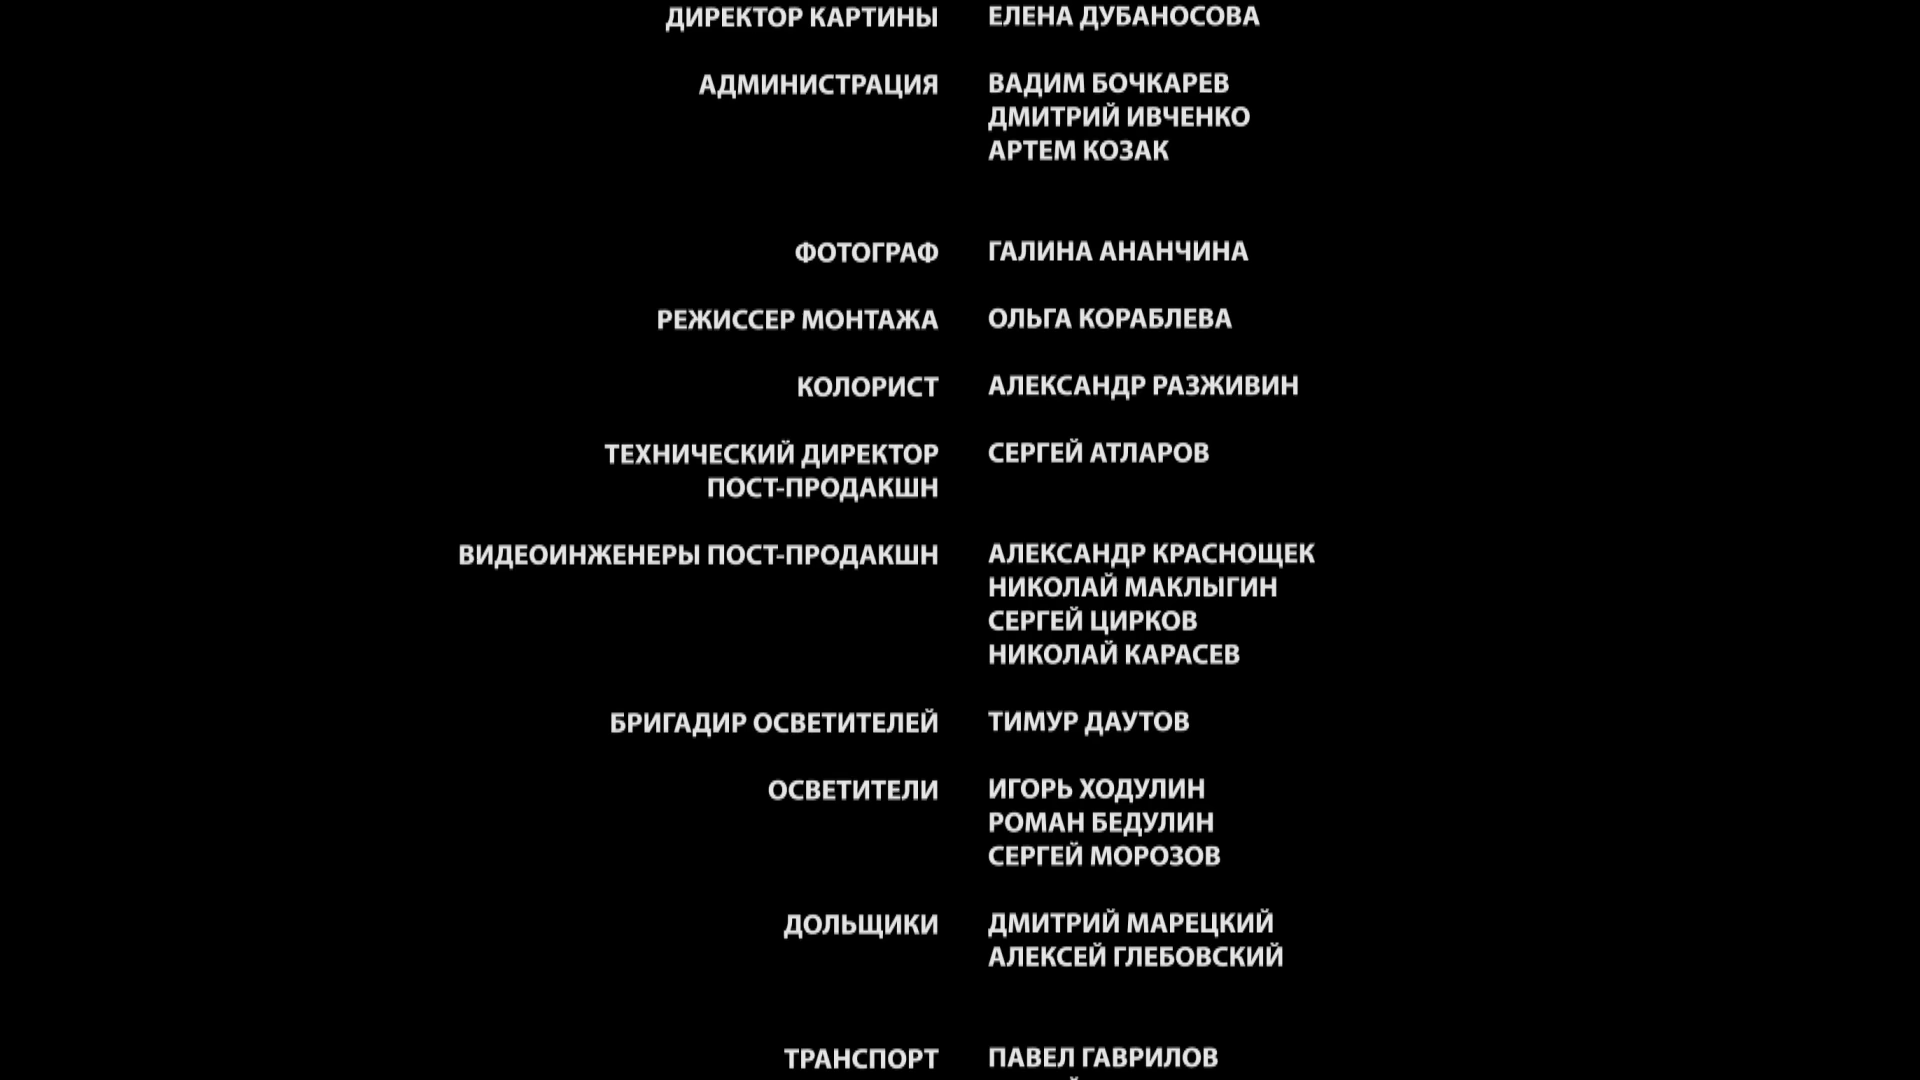 ДИРЕКТОР КАРТИНЫ ЕЛЕНА ДУБАНОСОВА
АДМИНИСТРАЦИЯ ВАДИМ БОЧКАРЕВ
ДМИТРИЙ ИВЧЕНКО
АРТЕМ КОЗАК
ФОТОГРАФ ГАЛИНА АНАНЧИНА
РЕЖИССЕР МОНТАЖА ОЛЬГА КОРАБЛЕВА
КОЛОРИСТ АЛЕКСАНДР РАЗЖИВИН
ТЕХНИЧЕСКИЙ ДИРЕКТОР СЕРГЕЙ АТЛАРОВ
ПОСТ-ПРОДАКШН
ВИДЕОИНЖЕНЕРЫ ПОСТ-ПРОДАКШН АЛЕКСАНДР КРАСНОЩЕК
НИКОЛАЙ МАКЛЫГИН
СЕРГЕЙ ЦИРКОВ
НИКОЛАЙ КАРАСЕВ
БРИГАДИР ОСВЕТИТЕЛЕЙ ТИМУР ДАУТОВ
ОСВЕТИТЕЛИ ИГОРЬ ХОДУЛИН
РОМАН БЕДУЛИН
СЕРГЕЙ МОРОЗОВ
ДОЛЬЩИКИ ДМИТРИЙ МАРЕЦКИЙ
АЛЕКСЕЙ ГЛЕБОВСКИЙ
ТРАНСПОРТ ПАВЕЛ ГАВРИЛОВ